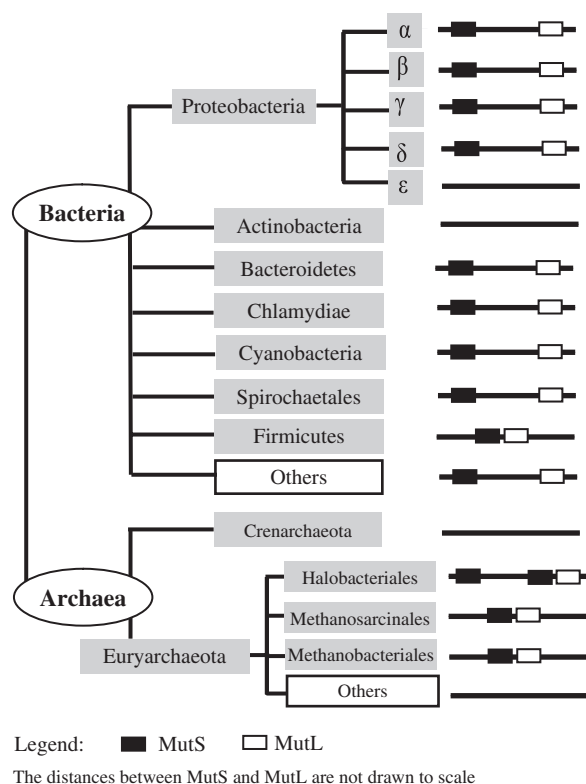 α
β
Proteobacteria
γ
δ
ε
Bacteria
Actinobacteria
Bacteroidetes
Chlamydiae
Cyanobacteria
Spirochaetales
Firmicutes
Others
Crenarchaeota
Archaea
Halobacteriales
Methanosarcinales
Euryarchaeota
Methanobacteriales
Others
Legend: MutS MutL
The distances between MutS and MutL are not drawn to scale